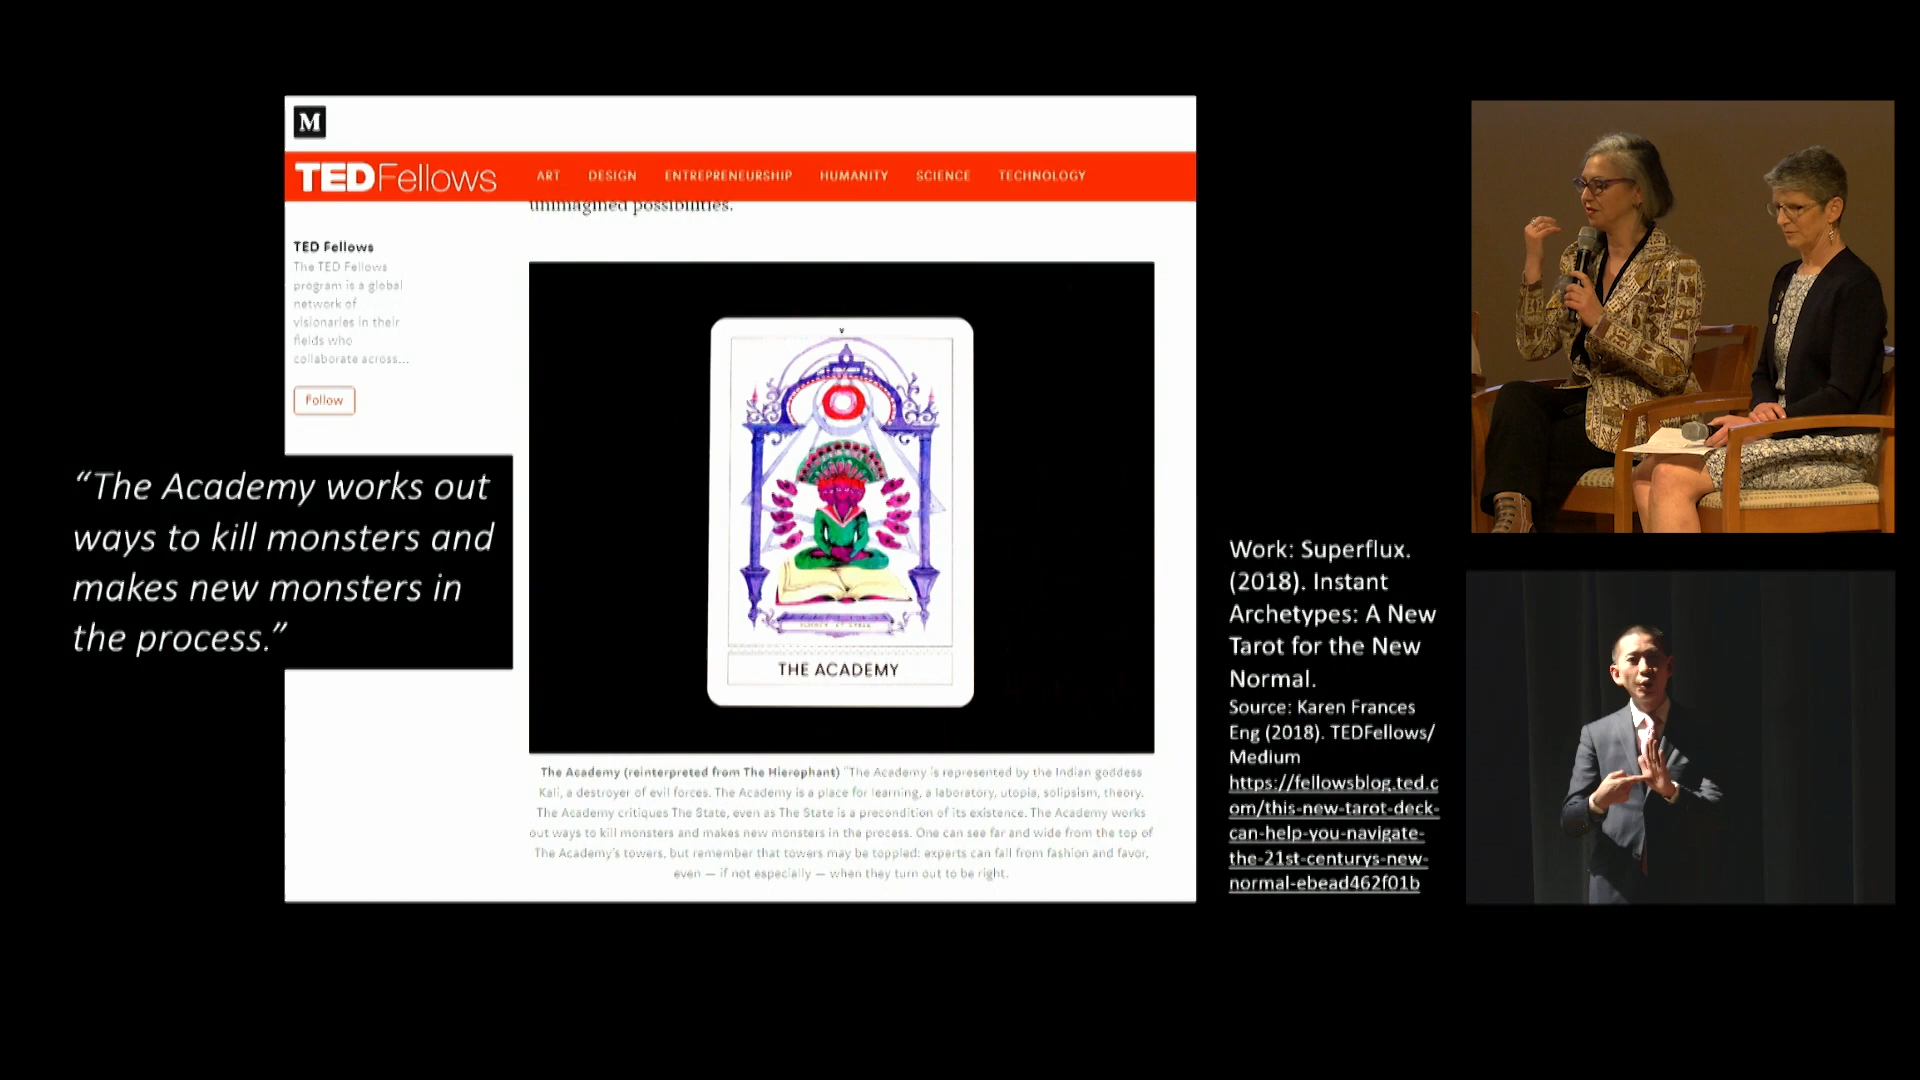 M
TEDFellows
ART DESIGN ENTREPRENEURSHIP HUMANITY SCIENCE TECHNOLOGY
unimagined possibilities.
TED Fellows
The TED Fellows
program is a global
network of
visionaries in their
fields who
collaborate across...
Follow
“The Academy works out
ways to kill monsters and
makes new monsters in
the process.”
V
THE ACADEMY
The Academy (reinterpreted from The Hierophant) “The Academy is represented by the Indian goddess
Kali, a destroyer of evil forces. The Academy is a place for learning, a laboratory, utopia, solipsism, theory.
The Academy critiques The State, even as The State is a precondition of its existence. The Academy works
out ways to kill monsters and makes new monsters in the process. One can see far and wide from the top of
The Academy’s towers, but remember that towers may be toppled: experts can fall from fashion and favor,
even — if not especially — when they turn out to be right.
Work: Superflux.
(2018). Instant
Archetypes: A New
Tarot for the New
Normal.
Source: Karen Frances
Eng (2018). TEDFellows/
Medium
https://fellowsblog.ted.c
om/this-new-tarot-deck-
can-help-you-navigate-
the-21st-centurys-new-
normal-ebead462f01b